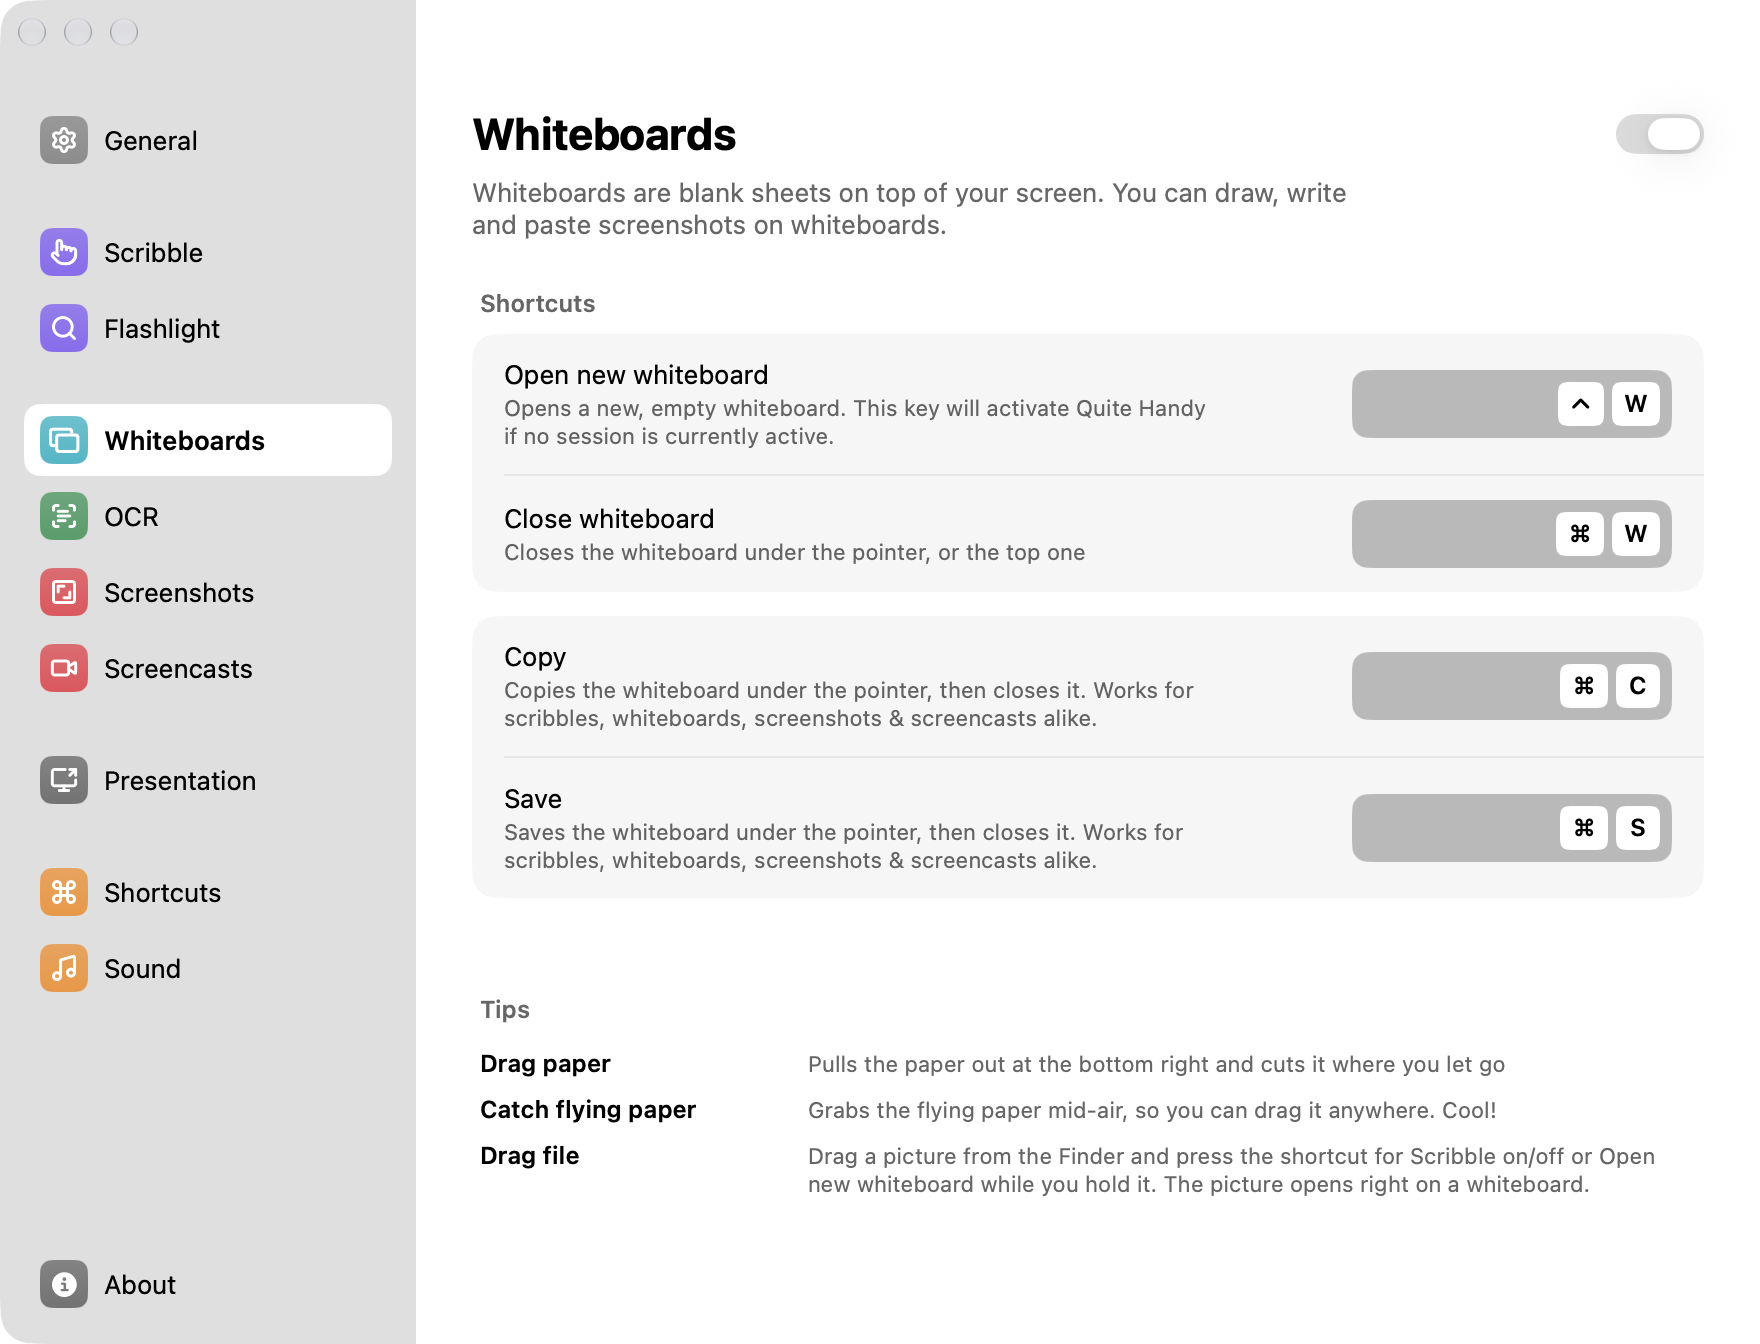 General
Scribble
Flashlight
Whiteboards
OCR
Screenshots
Screencasts
Presentation
Shortcuts
Sound
About
Whiteboards
Whiteboards are blank sheets on top of your screen. You can draw, write
and paste screenshots on whiteboards.
Shortcuts
Open new whiteboard
Opens a new, empty whiteboard. This key will activate Quite Handy
if no session is currently active.
^ W
Close whiteboard
Closes the whiteboard under the pointer, or the top one
⌘ W
Copy
Copies the whiteboard under the pointer, then closes it. Works for
scribbles, whiteboards, screenshots & screencasts alike.
⌘ C
Save
Saves the whiteboard under the pointer, then closes it. Works for
scribbles, whiteboards, screenshots & screencasts alike.
⌘ S
Tips
Drag paper
Pulls the paper out at the bottom right and cuts it where you let go
Catch flying paper
Grabs the flying paper mid-air, so you can drag it anywhere. Cool!
Drag file
Drag a picture from the Finder and press the shortcut for Scribble on/off or Open
new whiteboard while you hold it. The picture opens right on a whiteboard.